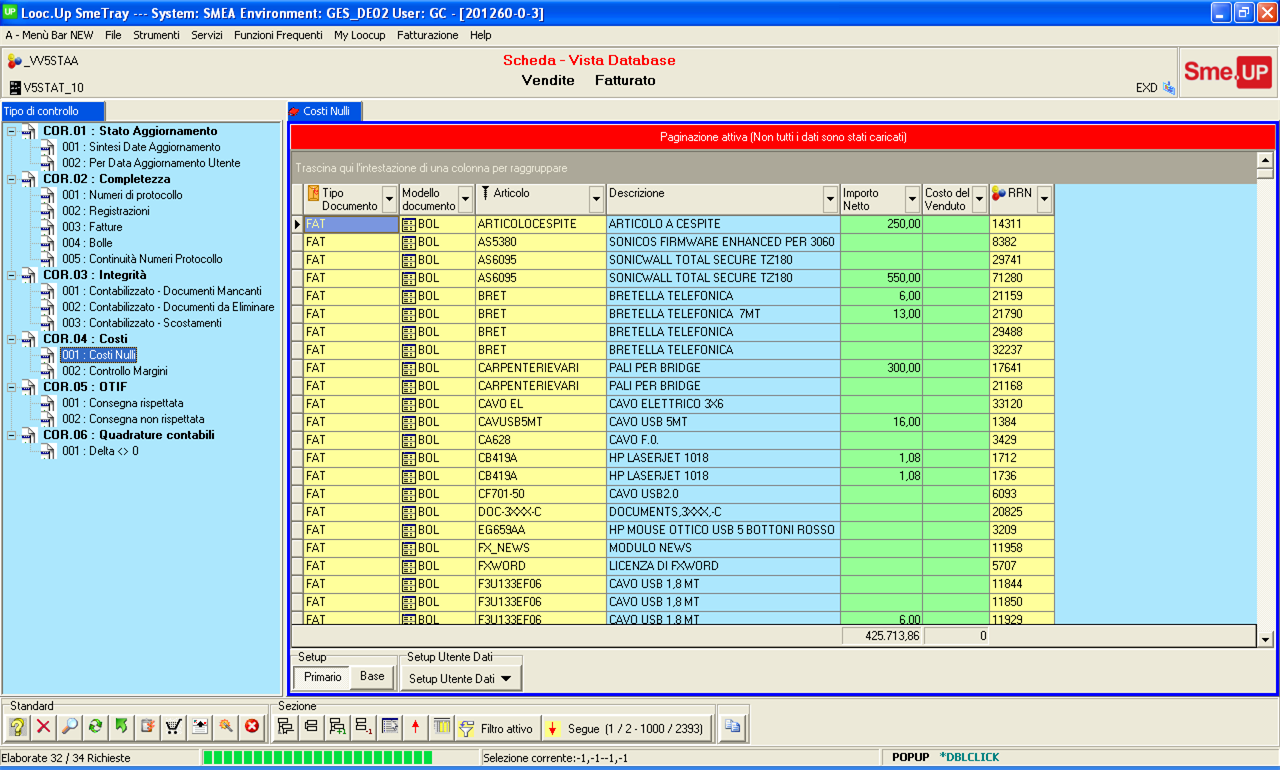 Looc.Up SmeTray --- System: SMEA Environment: GES_DE02 User: GC - [201260-0-3]
A - Menù Bar NEW File Strumenti Servizi Funzioni Frequenti My Loocup Fatturazione Help
_VV5STAA
V5STAT_10
Scheda - Vista Database
Vendite Fatturato
EXD
Sme.UP
Tipo di controllo
COR.01 : Stato Aggiornamento
001 : Sintesi Date Aggiornamento
002 : Per Data Aggiornamento Utente
COR.02 : Completezza
001 : Numeri di protocollo
002 : Registrazioni
003 : Fatture
004 : Bolle
005 : Continuità Numeri Protocollo
COR.03 : Integrità
001 : Contabilizzato - Documenti Mancanti
002 : Contabilizzato - Documenti da Eliminare
003 : Contabilizzato - Scostamenti
COR.04 : Costi
001 : Costi Nulli
002 : Controllo Margini
COR.05 : OTIF
001 : Consegna rispettata
002 : Consegna non rispettata
COR.06 : Quadrature contabili
001 : Delta <> 0
Costi Nulli
Paginazione attiva (Non tutti i dati sono stati caricati)
Trascina qui l'intestazione di una colonna per raggruppare
Tipo Documento Modello documento Articolo Descrizione Importo Netto Costo del Venduto RRN
FAT BOL ARTICOLOCESPITE ARTICOLO A CESPITE 250,00 14311
FAT BOL AS5380 SONICOS FIRMWARE ENHANCED PER 3060 8382
FAT BOL AS6095 SONICWALL TOTAL SECURE TZ180 29741
FAT BOL AS6095 SONICWALL TOTAL SECURE TZ180 550,00 71280
FAT BOL BRET BRETELLA TELEFONICA 6,00 21159
FAT BOL BRET BRETELLA TELEFONICA 7MT 13,00 21790
FAT BOL BRET BRETELLA TELEFONICA 29488
FAT BOL BRET BRETELLA TELEFONICA 32237
FAT BOL CARPENTERIEVARI PALI PER BRIDGE 300,00 17641
FAT BOL CARPENTERIEVARI PALI PER BRIDGE 21168
FAT BOL CAVO EL CAVO ELETTRICO 3X6 33120
FAT BOL CAVUSB5MT CAVO USB 5MT 16,00 1384
FAT BOL CA628 CAVO F.O. 3429
FAT BOL CB419A HP LASERJET 1018 1,08 1712
FAT BOL CB419A HP LASERJET 1018 1,08 1736
FAT BOL CF701-50 CAVO USB2.0 6093
FAT BOL DOC-3XXX-C DOCUMENTS,3XXX,-C 20825
FAT BOL EG659AA HP MOUSE OTTICO USB 5 BOTTONI ROSSO 3209
FAT BOL FX_NEWS MODULO NEWS 11958
FAT BOL FXWORD LICENZA DI FXWORD 5707
FAT BOL F3U133EF06 CAVO USB 1,8 MT 11844
FAT BOL F3U133EF06 CAVO USB 1,8 MT 11850
FAT BOL F3U133EF06 CAVO USB 1,8 MT 6,00 11929
425.713,86 0
Setup
Primario Base
Setup Utente Dati
Setup Utente Dati
Standard
Sezione
Filtro attivo
Segue (1 / 2 - 1000 / 2393)
Elaborate 32 / 34 Richieste
Selezione corrente:-1,-1--1,-1
POPUP *DBLCLICK